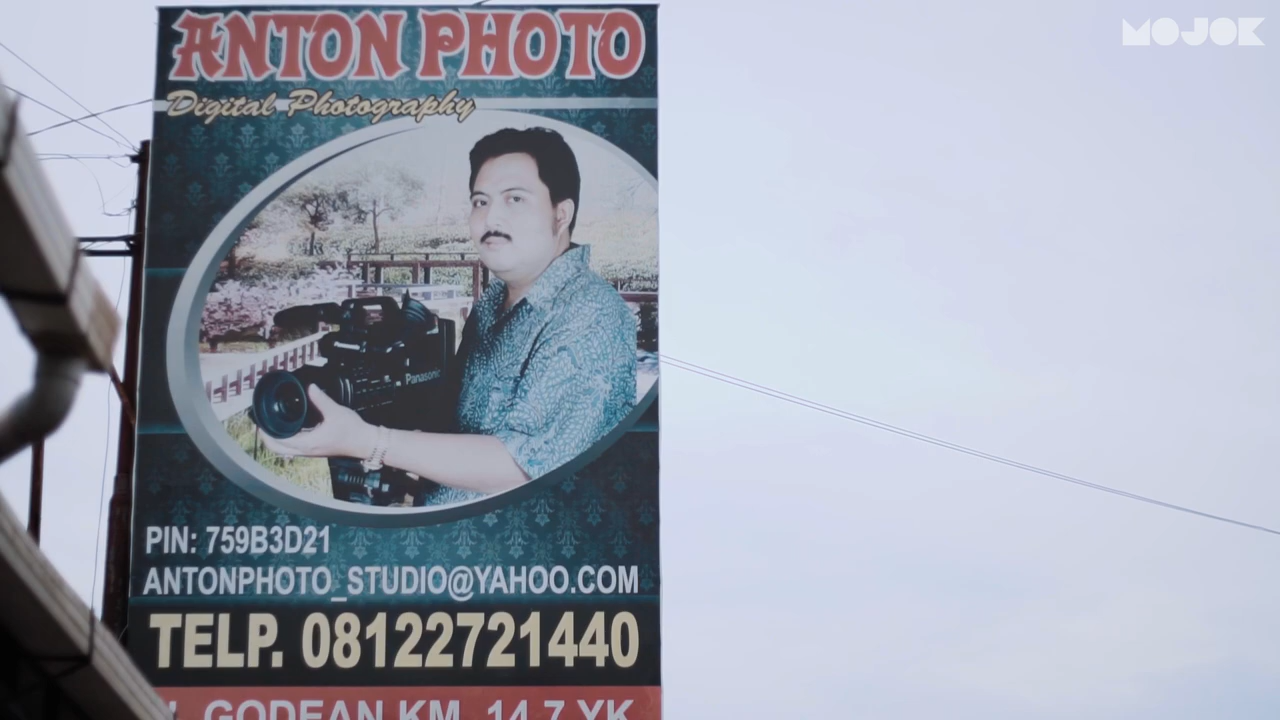 MOJOK
ANTON PHOTO
Digital Photography
Panasonic
PIN: 759B3D21
ANTONPHOTO_STUDIO@YAHOO.COM
TELP. 08122721440
GODEAN KM. 14,7 YK